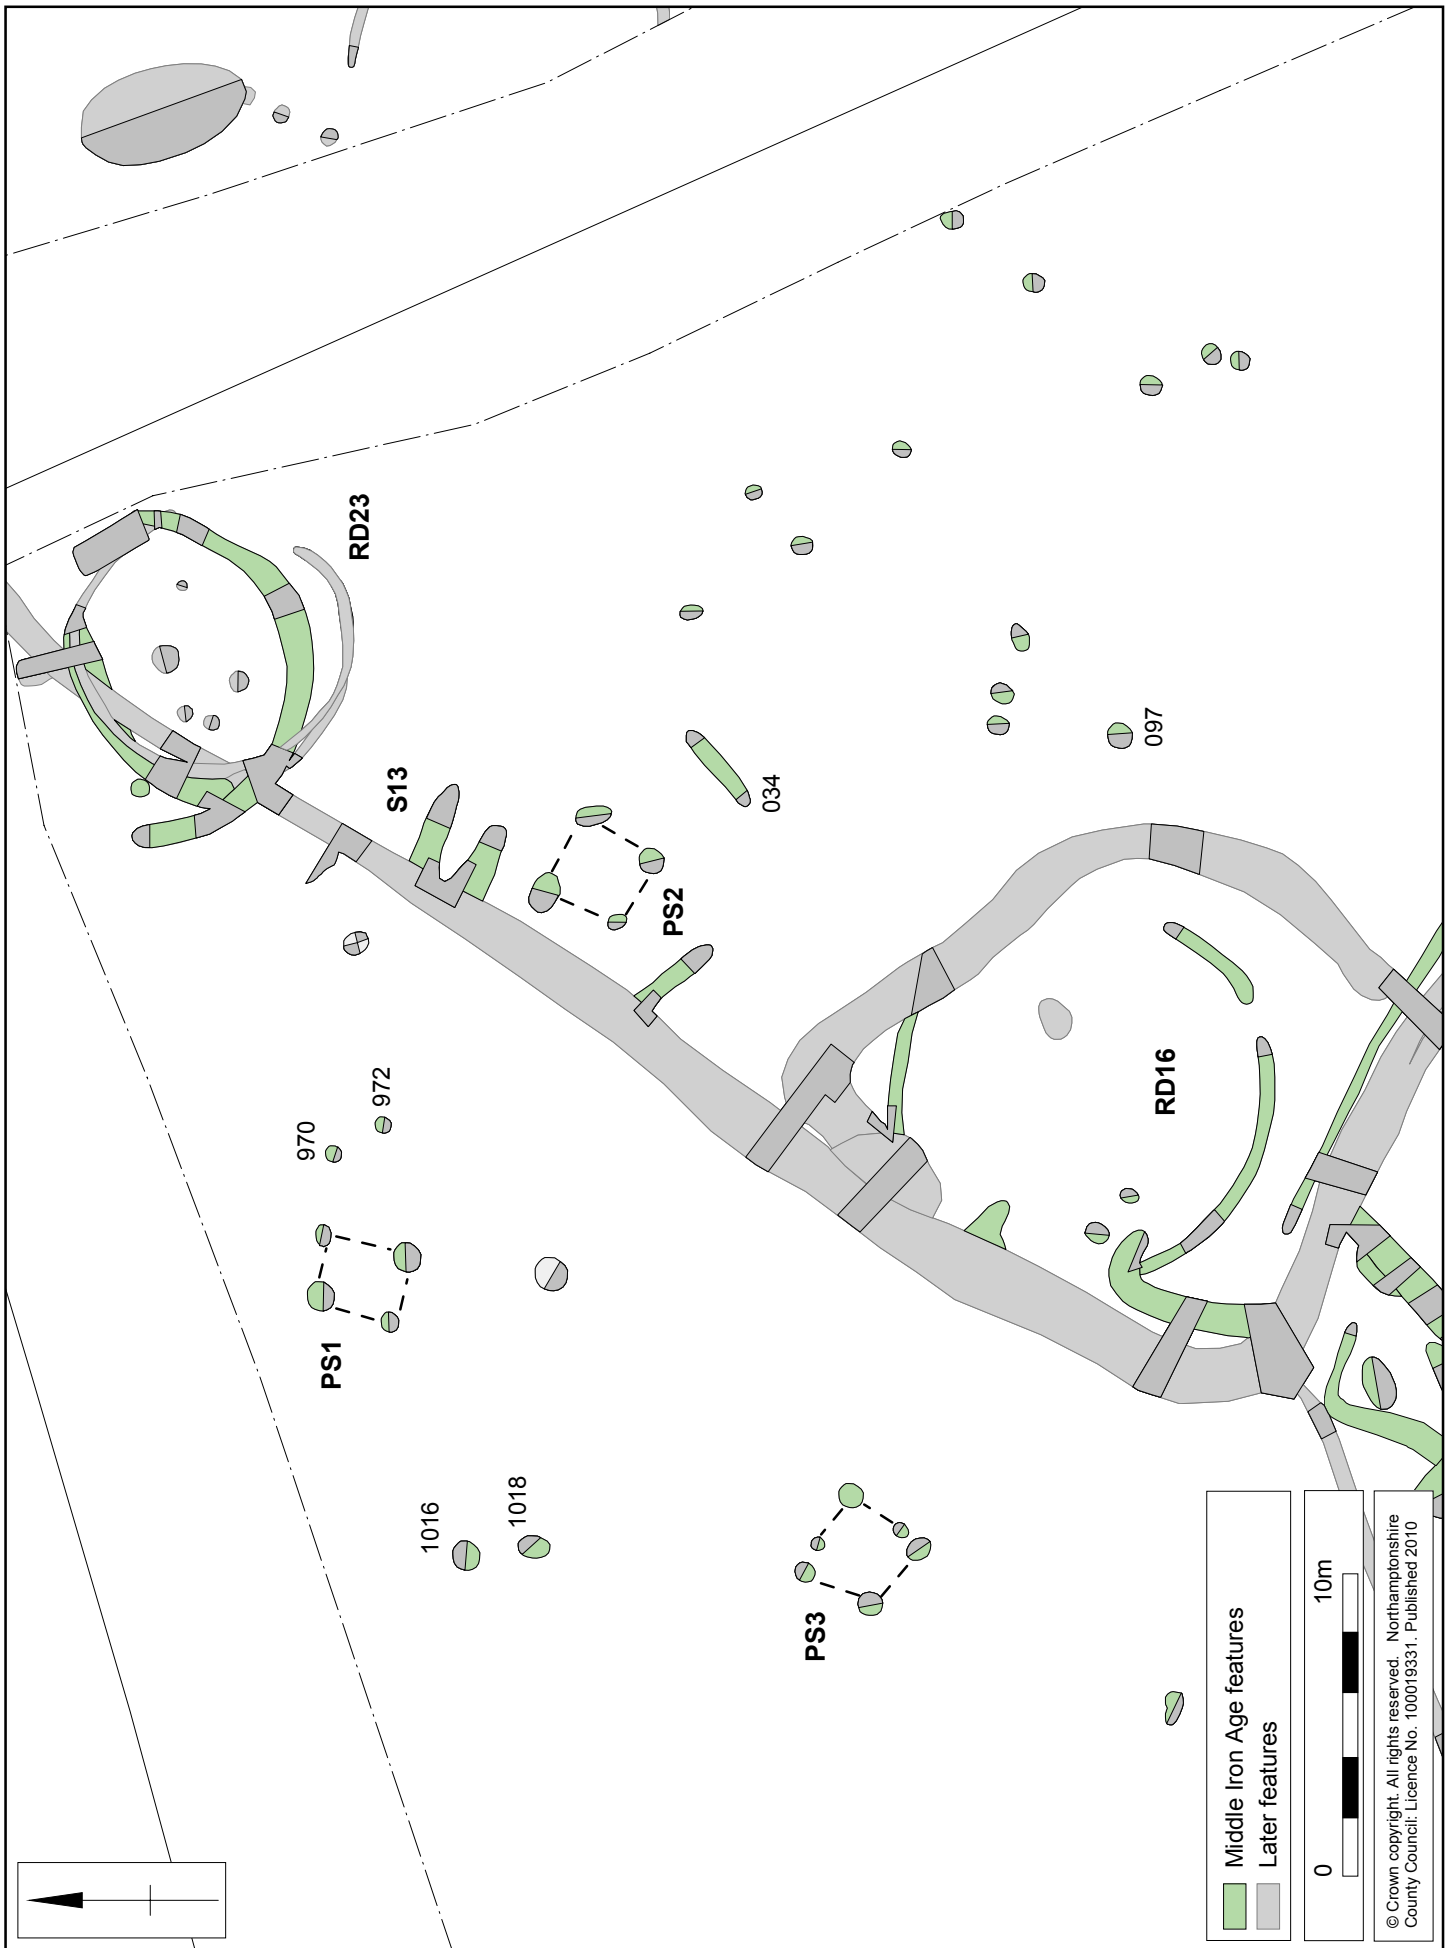 RD23
S13
034
097
PS2
970
972
PS1
RD16
1016
1018
PS3
Middle Iron Age features
Later features
0 10m
© Crown copyright. All rights reserved. Northamptonshire
County Council: Licence No. 100019331. Published 2010